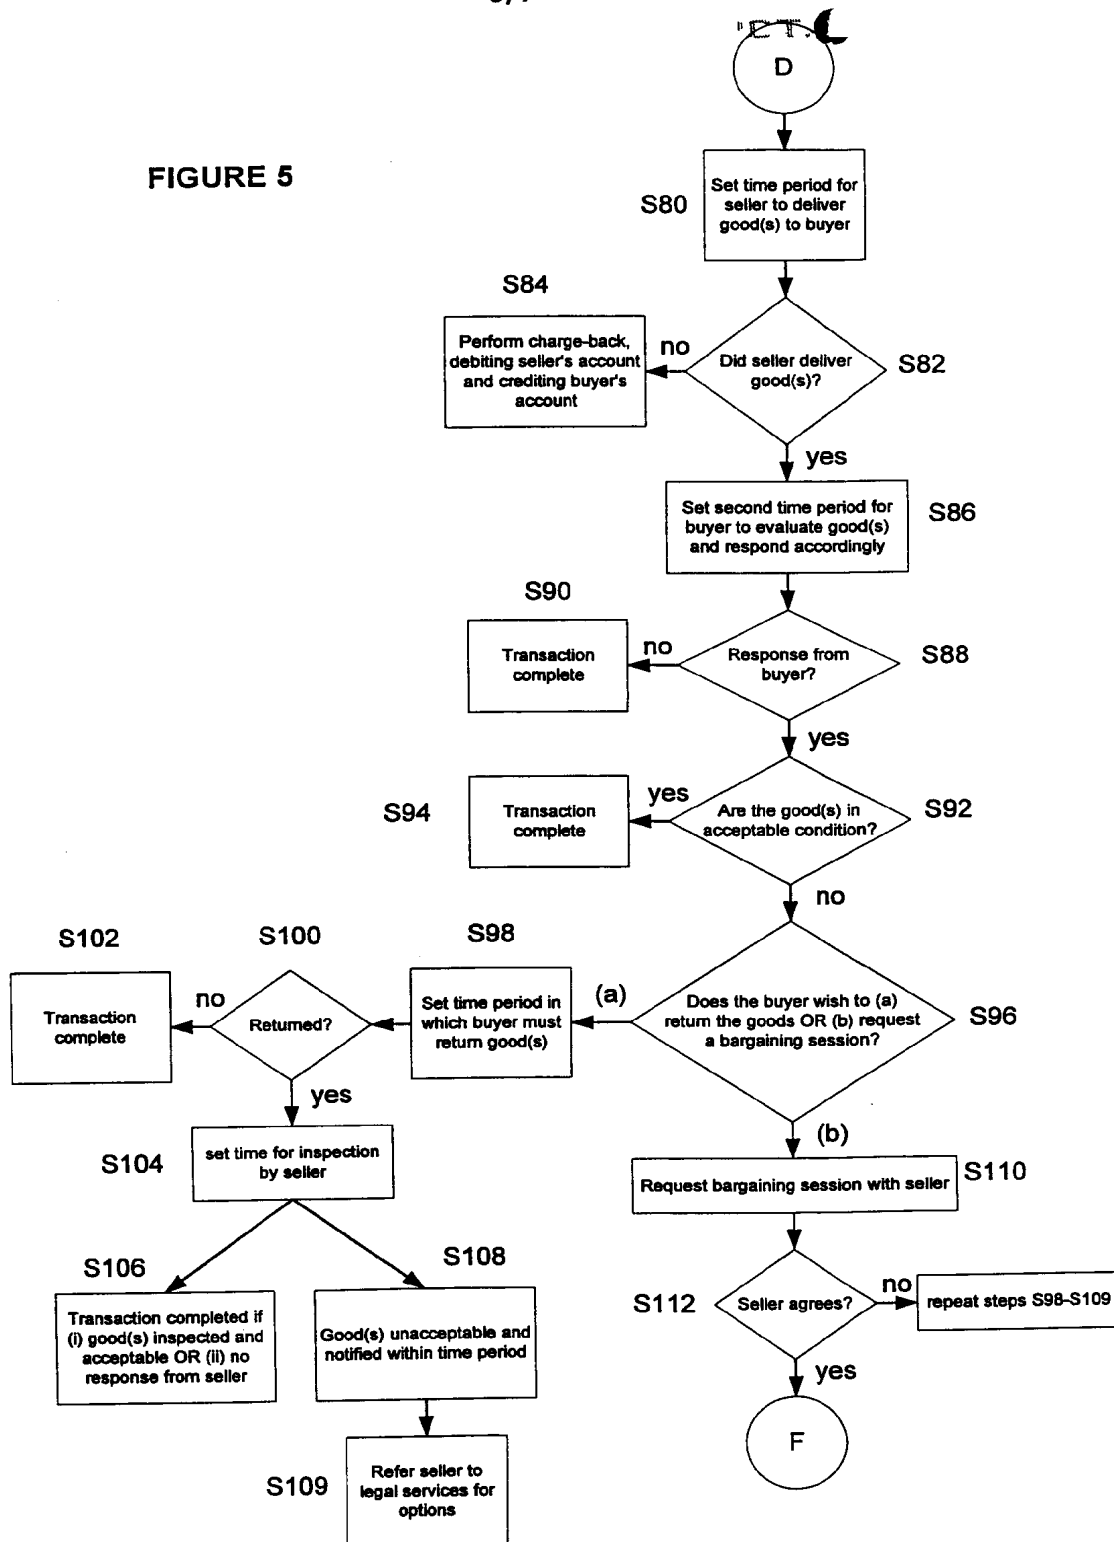 D
FIGURE 5
S80
Set time period for
seller to deliver
good(s) to buyer
S84
Perform charge-back,
debiting seller's account
and crediting buyer's
account
no
Did seller deliver
good(s)?
S82
yes
Set second time period for
buyer to evaluate good(s)
and respond accordingly
S86
S90
Transaction
complete
no
Response from
buyer?
S88
yes
S94
Transaction
complete
yes
Are the good(s) in
acceptable condition?
S92
no
S102
Transaction
complete
no
S100
Returned?
S98
Set time period in
which buyer must
return good(s)
(a)
Does the buyer wish to (a)
return the goods OR (b) request
a bargaining session?
S96
yes
(b)
S104
set time for inspection
by seller
Request bargaining session with seller
S110
S106
Transaction completed if
(i) good(s) inspected and
acceptable OR (ii) no
response from seller
S108
Good(s) unacceptable and
notified within time period
S112
Seller agrees?
no
repeat steps S98-S109
yes
F
S109
Refer seller to
legal services for
options